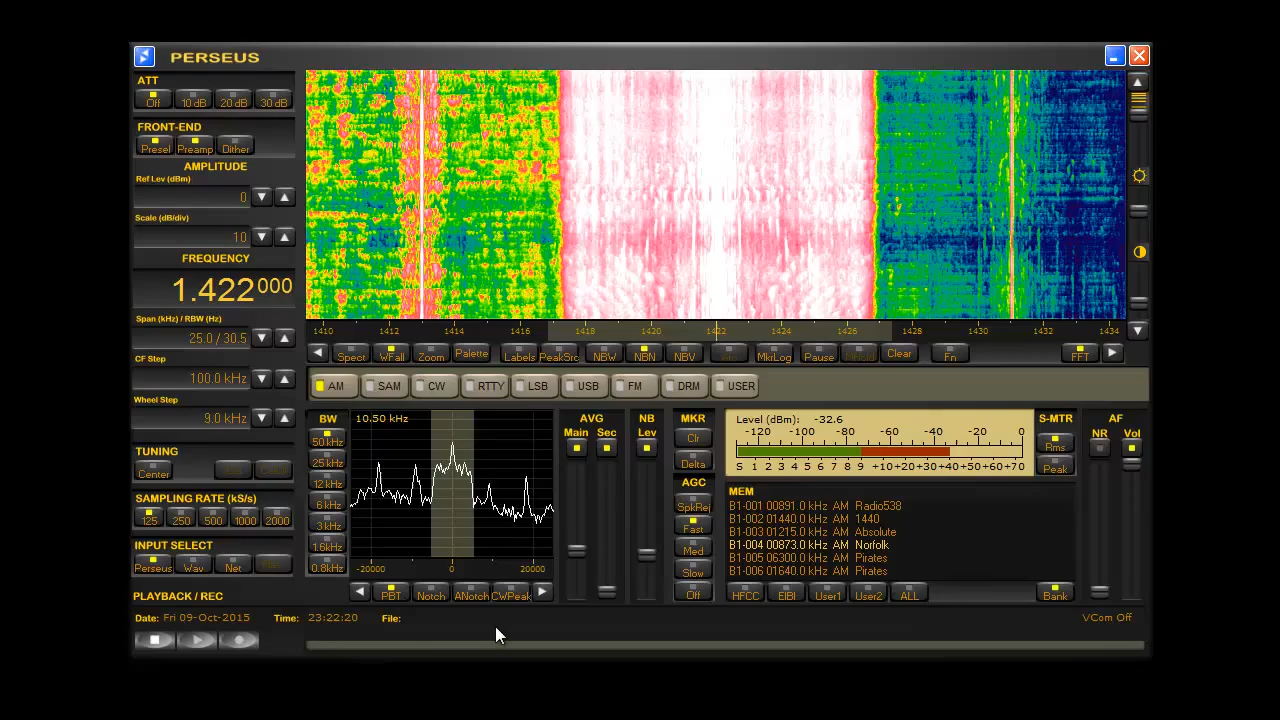 PERSEUS
ATT
Off 10 dB 20 dB 30 dB
FRONT-END
Presel Preamp Dither
AMPLITUDE
Ref Lev (dBm)
0
Scale (dB/div)
10
FREQUENCY
1.422000
Span (kHz) / RBW (Hz)
25.0 / 30.5
CF Step
100.0 kHz
Wheel Step
9.0 kHz
TUNING
Center
SAMPLING RATE (kS/s)
125 250 500 1000 2000
INPUT SELECT
Perseus Wav Net
PLAYBACK / REC
1410 1412 1414 1416 1418 1420 1422 1424 1426 1428 1430 1432 1434
Spect WFall Zoom Palette Labels PeakSrc NBW NBN NBV MkrLog Pause Clear Fn FFT
AM SAM CW RTTY LSB USB FM DRM USER
BW
50 kHz
25 kHz
12 kHz
6 kHz
3 kHz
1.6kHz
0.8kHz
10.50 kHz
-20000 0 20000
PBT Notch ANotch CWPeak
AVG
Main Sec
NB
Lev
MKR
Clr
Delta
AGC
SpkRej
Fast
Med
Slow
Off
Level (dBm): -32.6
-120 -100 -80 -60 -40 -20 0
S 1 2 3 4 5 6 7 8 9 +10+20+30+40+50+60+70
S-MTR
Rms
Peak
AF
NR Vol
MEM
B1-001 00891.0 kHz AM Radio538
B1-002 01440.0 kHz AM 1440
B1-003 01215.0 kHz AM Absolute
B1-004 00873.0 kHz AM Norfolk
B1-005 06300.0 kHz AM Pirates
B1-006 01640.0 kHz AM Pirates
HFCC EIBI User1 User2 ALL Bank
Date: Fri 09-Oct-2015 Time: 23:22:20 File: VCom Off